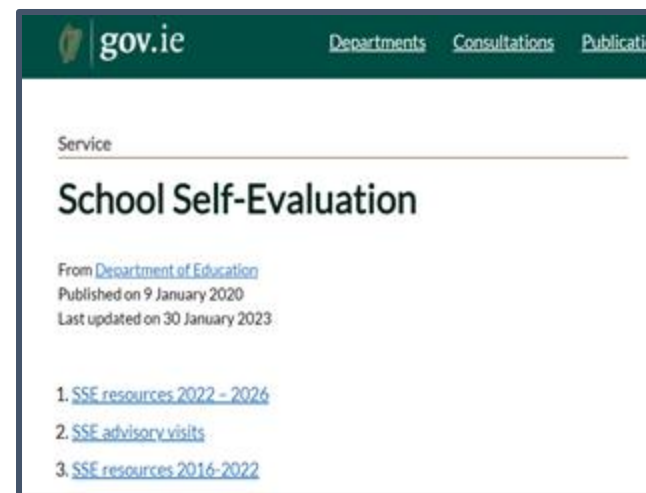 gov.ie Departments Consultations
Service
School Self-Evaluation
From Department of Education
Published on 9 January 2020
Last updated on 30 January 2023
1. SSE resources 2022 – 2026
2. SSE advisory visits
3. SSE resources 2016-2022